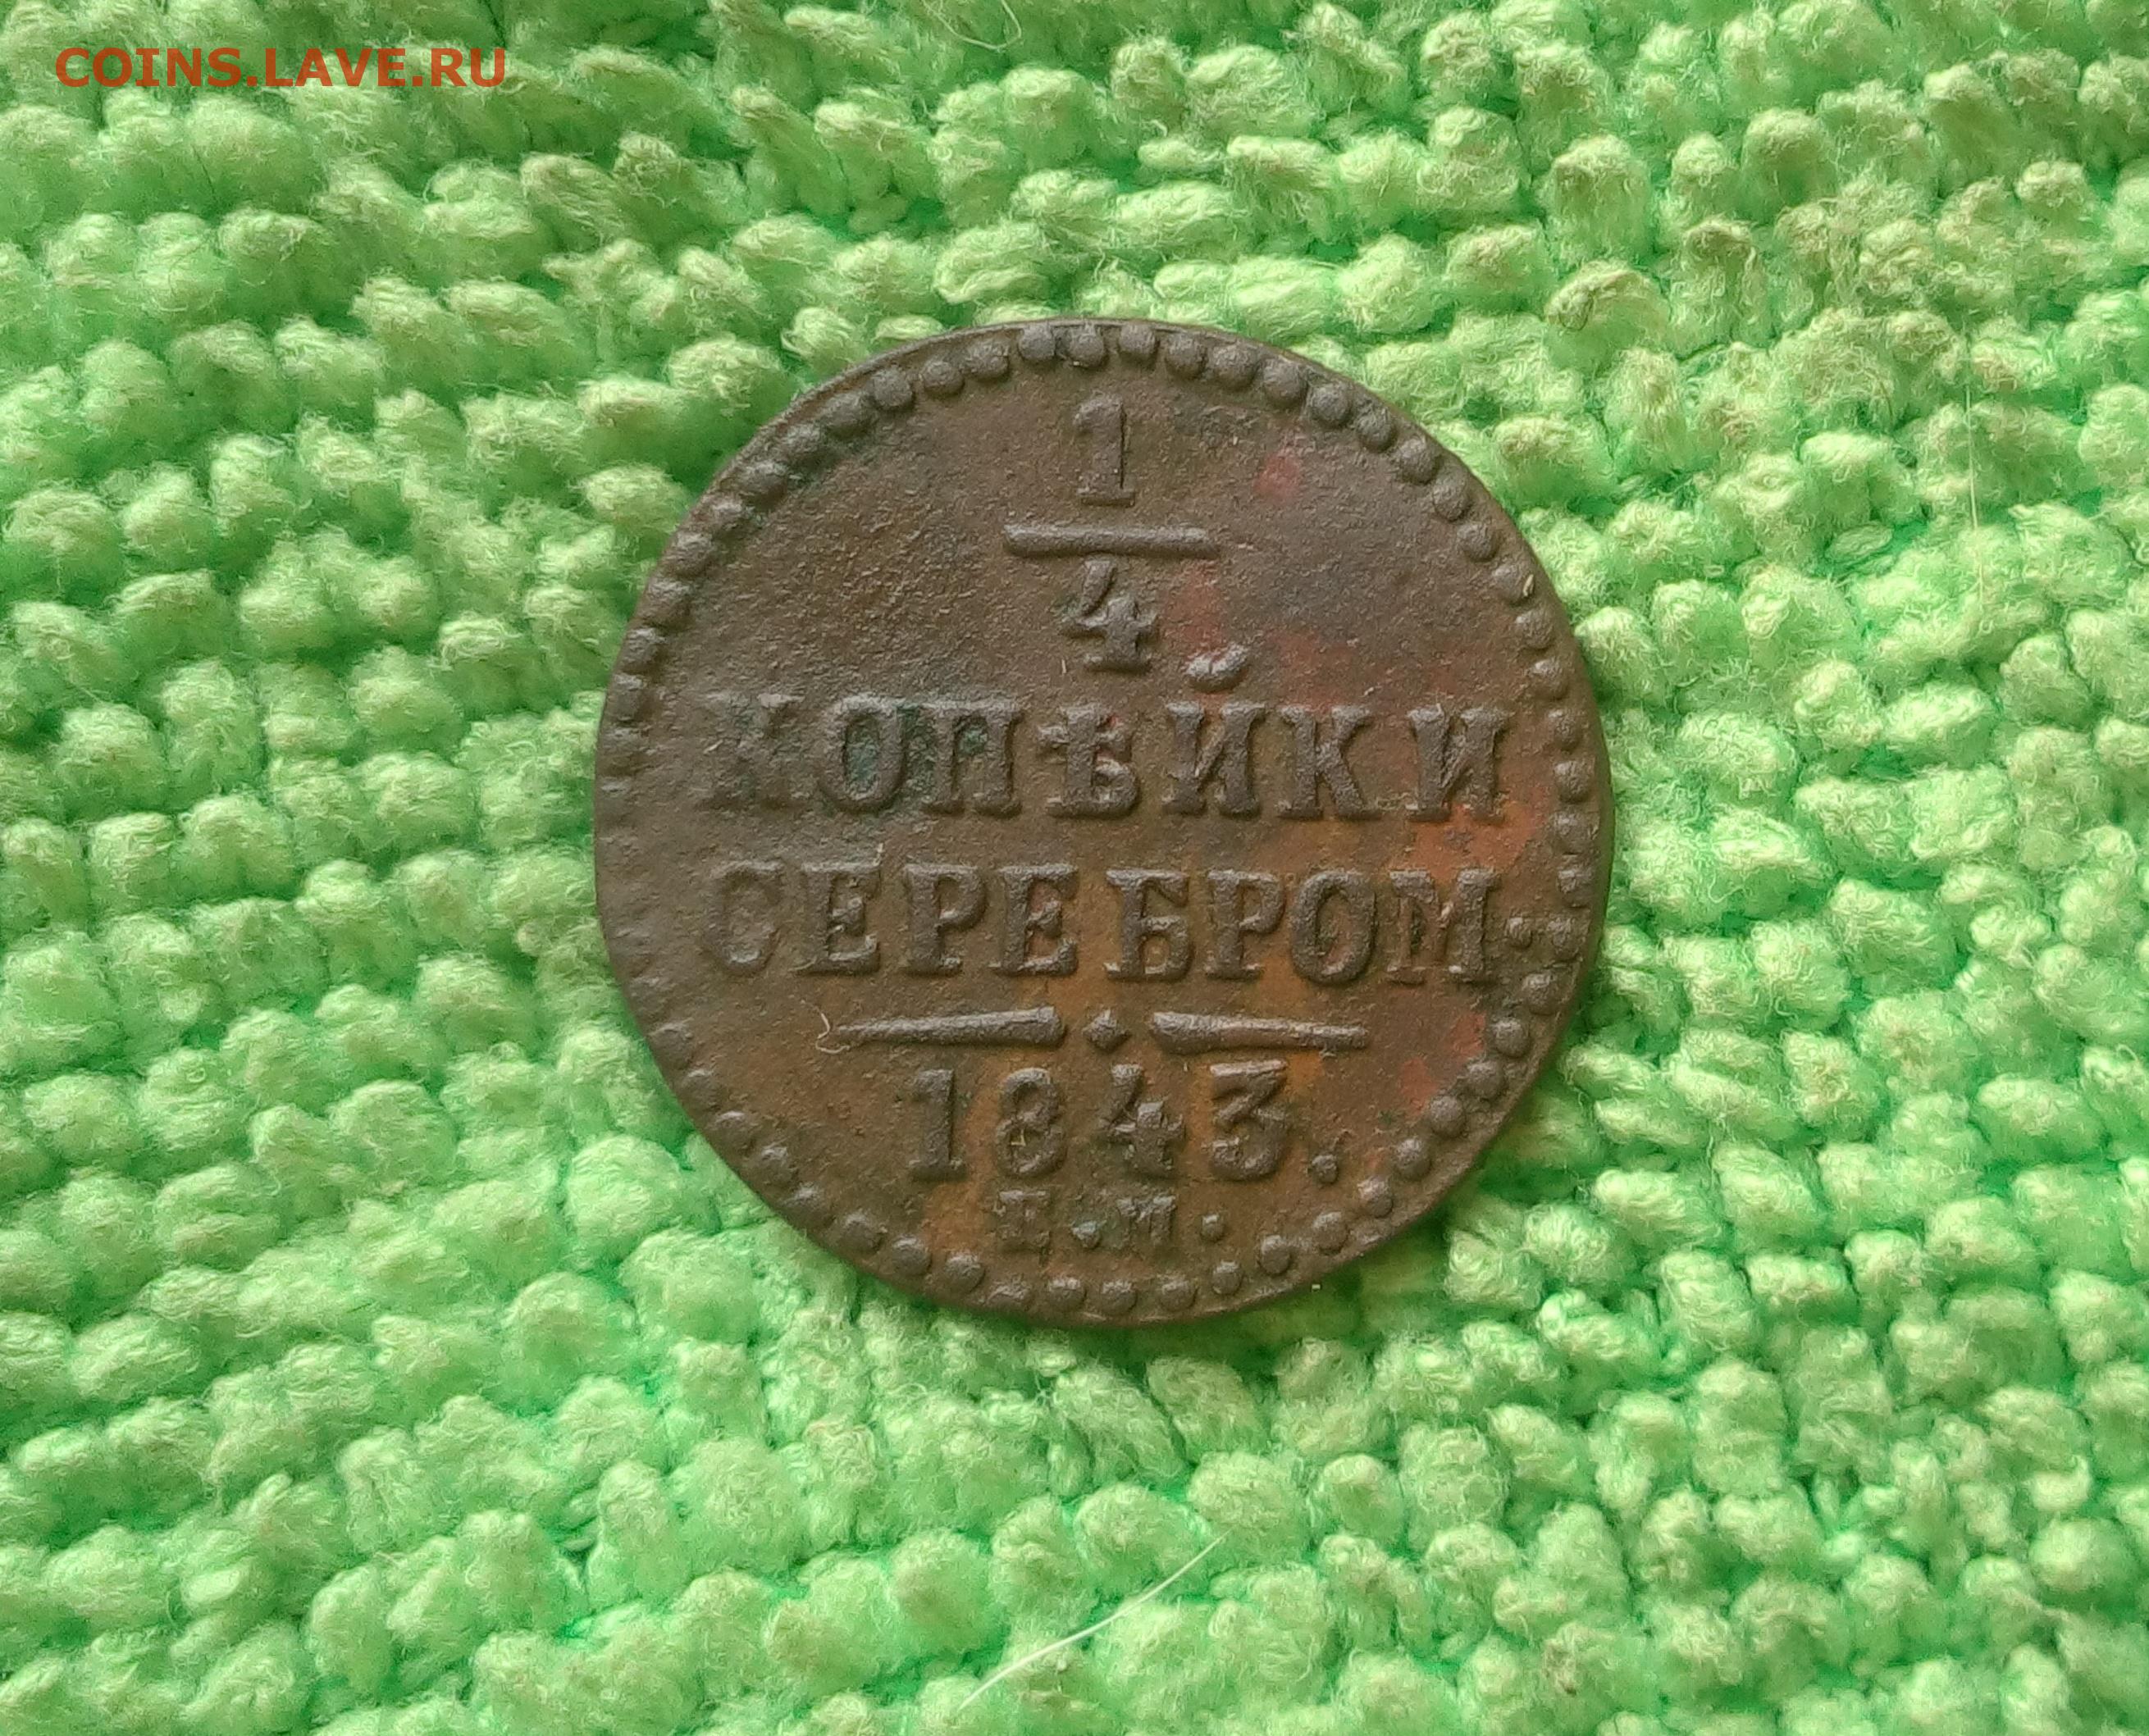 COINS.LAVE.RU
1
4
КОПѢЙКИ
СЕРЕБРОМ.
1843.
Е.М.